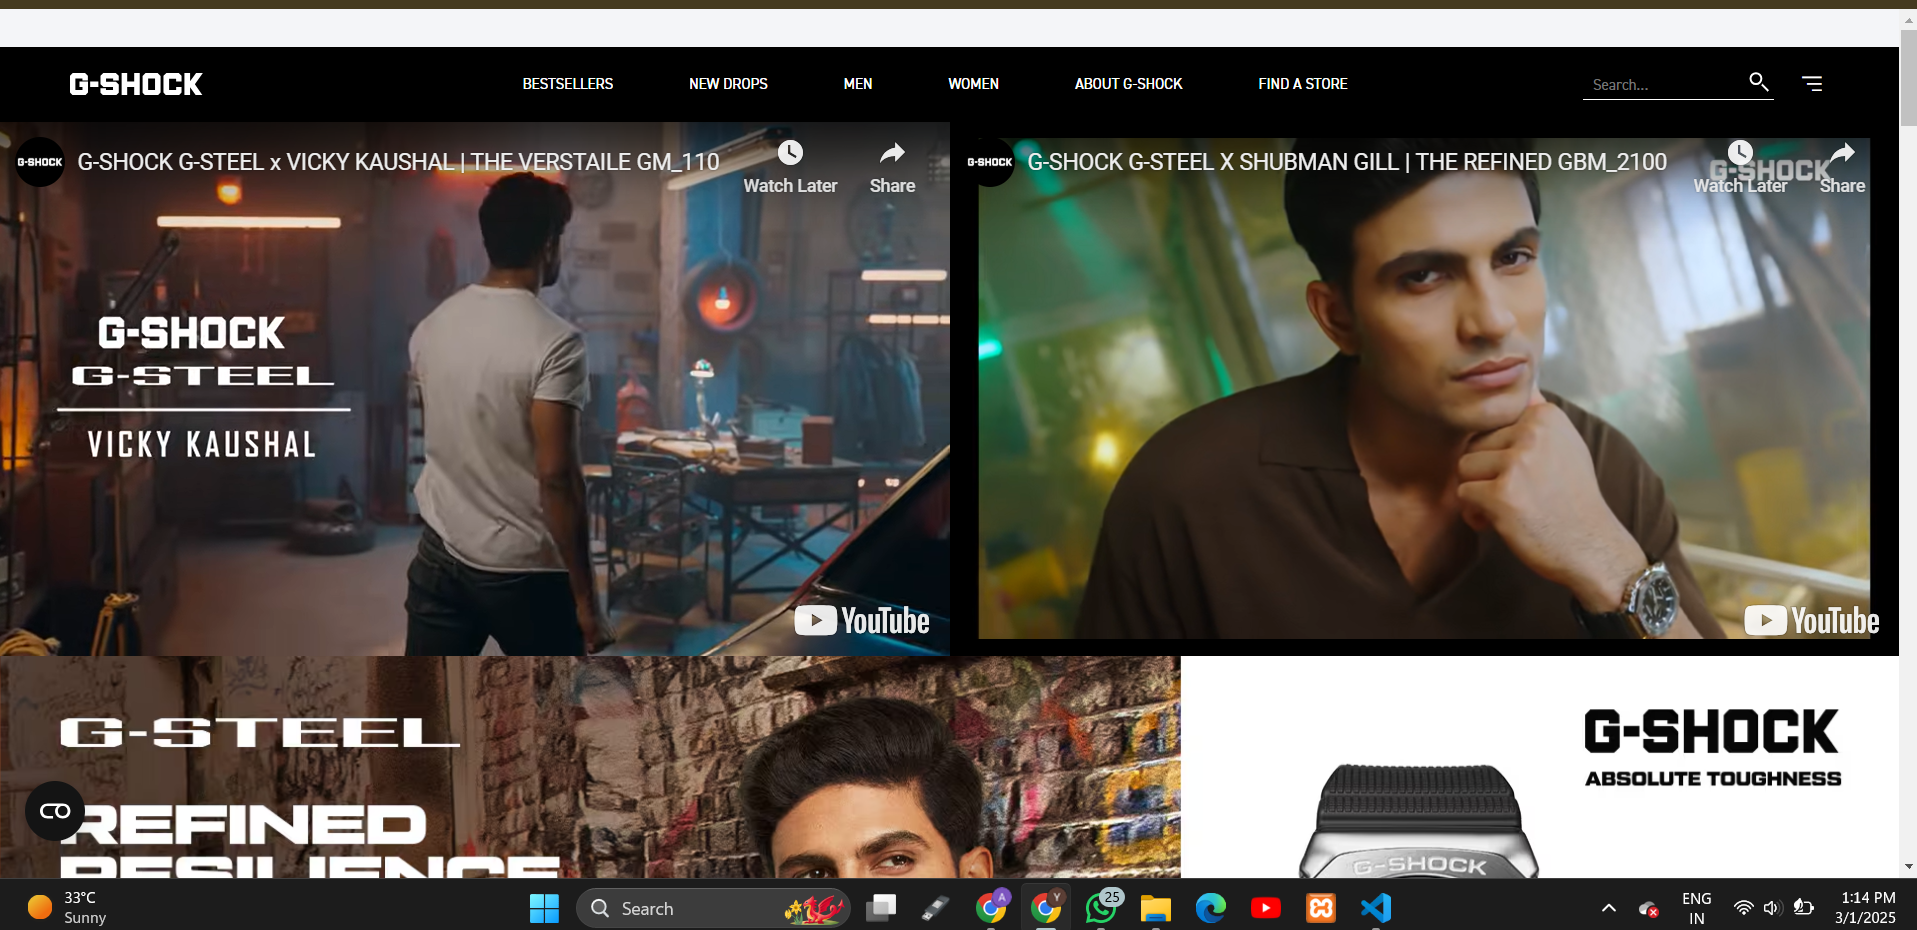 G-SHOCK
BESTSELLERS
NEW DROPS
MEN
WOMEN
ABOUT G-SHOCK
FIND A STORE
Search...
G-SHOCK
G-SHOCK G-STEEL x VICKY KAUSHAL | THE VERSTAILE GM_110
Watch Later
Share
G-SHOCK
G-STEEL
VICKY KAUSHAL
YouTube
G-SHOCK
G-SHOCK G-STEEL X SHUBMAN GILL | THE REFINED GBM_2100
G-SHOCK
Watch Later
Share
YouTube
G-STEEL
REFINED
RESILIENCE
G-SHOCK
ABSOLUTE TOUGHNESS
G-SHOCK
33°C
Sunny
Search
A
Y
25
ENG
IN
1:14 PM
3/1/2025